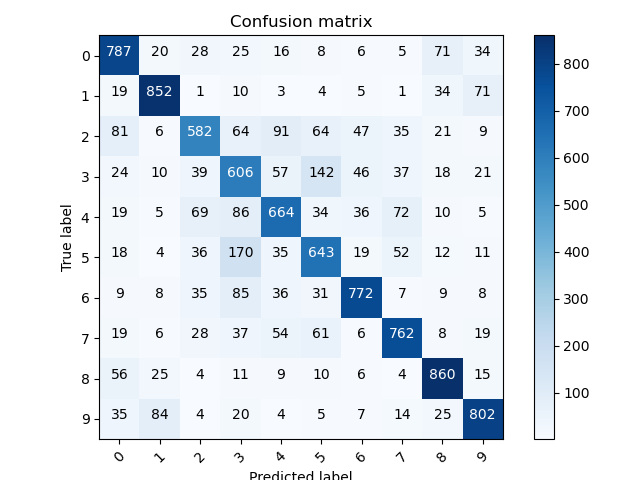 Confusion matrix
0 787 20 28 25 16 8 6 5 71 34
1 19 852 1 10 3 4 5 1 34 71
2 81 6 582 64 91 64 47 35 21 9
3 24 10 39 606 57 142 46 37 18 21
4 19 5 69 86 664 34 36 72 10 5
5 18 4 36 170 35 643 19 52 12 11
6 9 8 35 85 36 31 772 7 9 8
7 19 6 28 37 54 61 6 762 8 19
8 56 25 4 11 9 10 6 4 860 15
9 35 84 4 20 4 5 7 14 25 802
0 1 2 3 4 5 6 7 8 9
Predicted label
True label
800
700
600
500
400
300
200
100